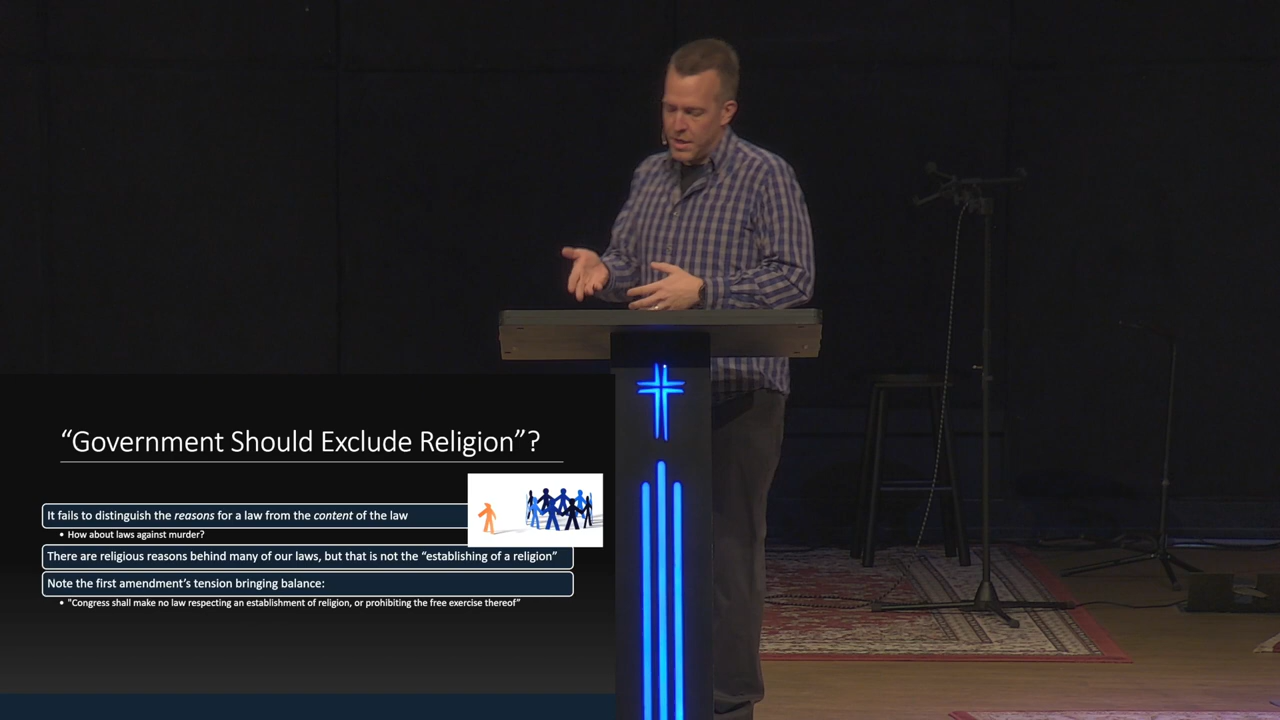 “Government Should Exclude Religion”?
It fails to distinguish the reasons for a law from the content of the law
• How about laws against murder?
There are religious reasons behind many of our laws, but that is not the “establishing of a religion”
Note the first amendment’s tension bringing balance:
• "Congress shall make no law respecting an establishment of religion, or prohibiting the free exercise thereof”